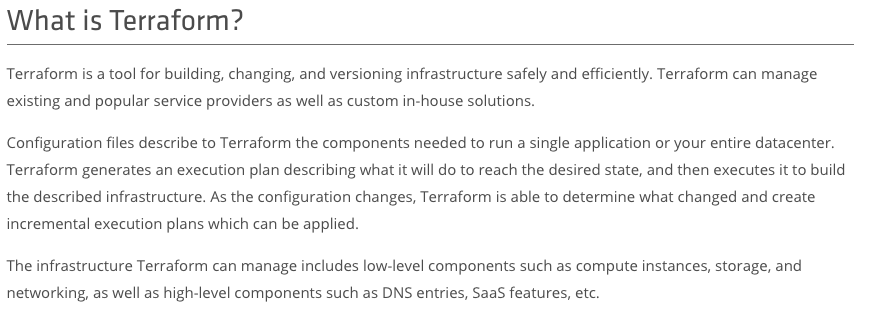 What is Terraform?
Terraform is a tool for building, changing, and versioning infrastructure safely and efficiently. Terraform can manage
existing and popular service providers as well as custom in-house solutions.
Configuration files describe to Terraform the components needed to run a single application or your entire datacenter.
Terraform generates an execution plan describing what it will do to reach the desired state, and then executes it to build
the described infrastructure. As the configuration changes, Terraform is able to determine what changed and create
incremental execution plans which can be applied.
The infrastructure Terraform can manage includes low-level components such as compute instances, storage, and
networking, as well as high-level components such as DNS entries, SaaS features, etc.